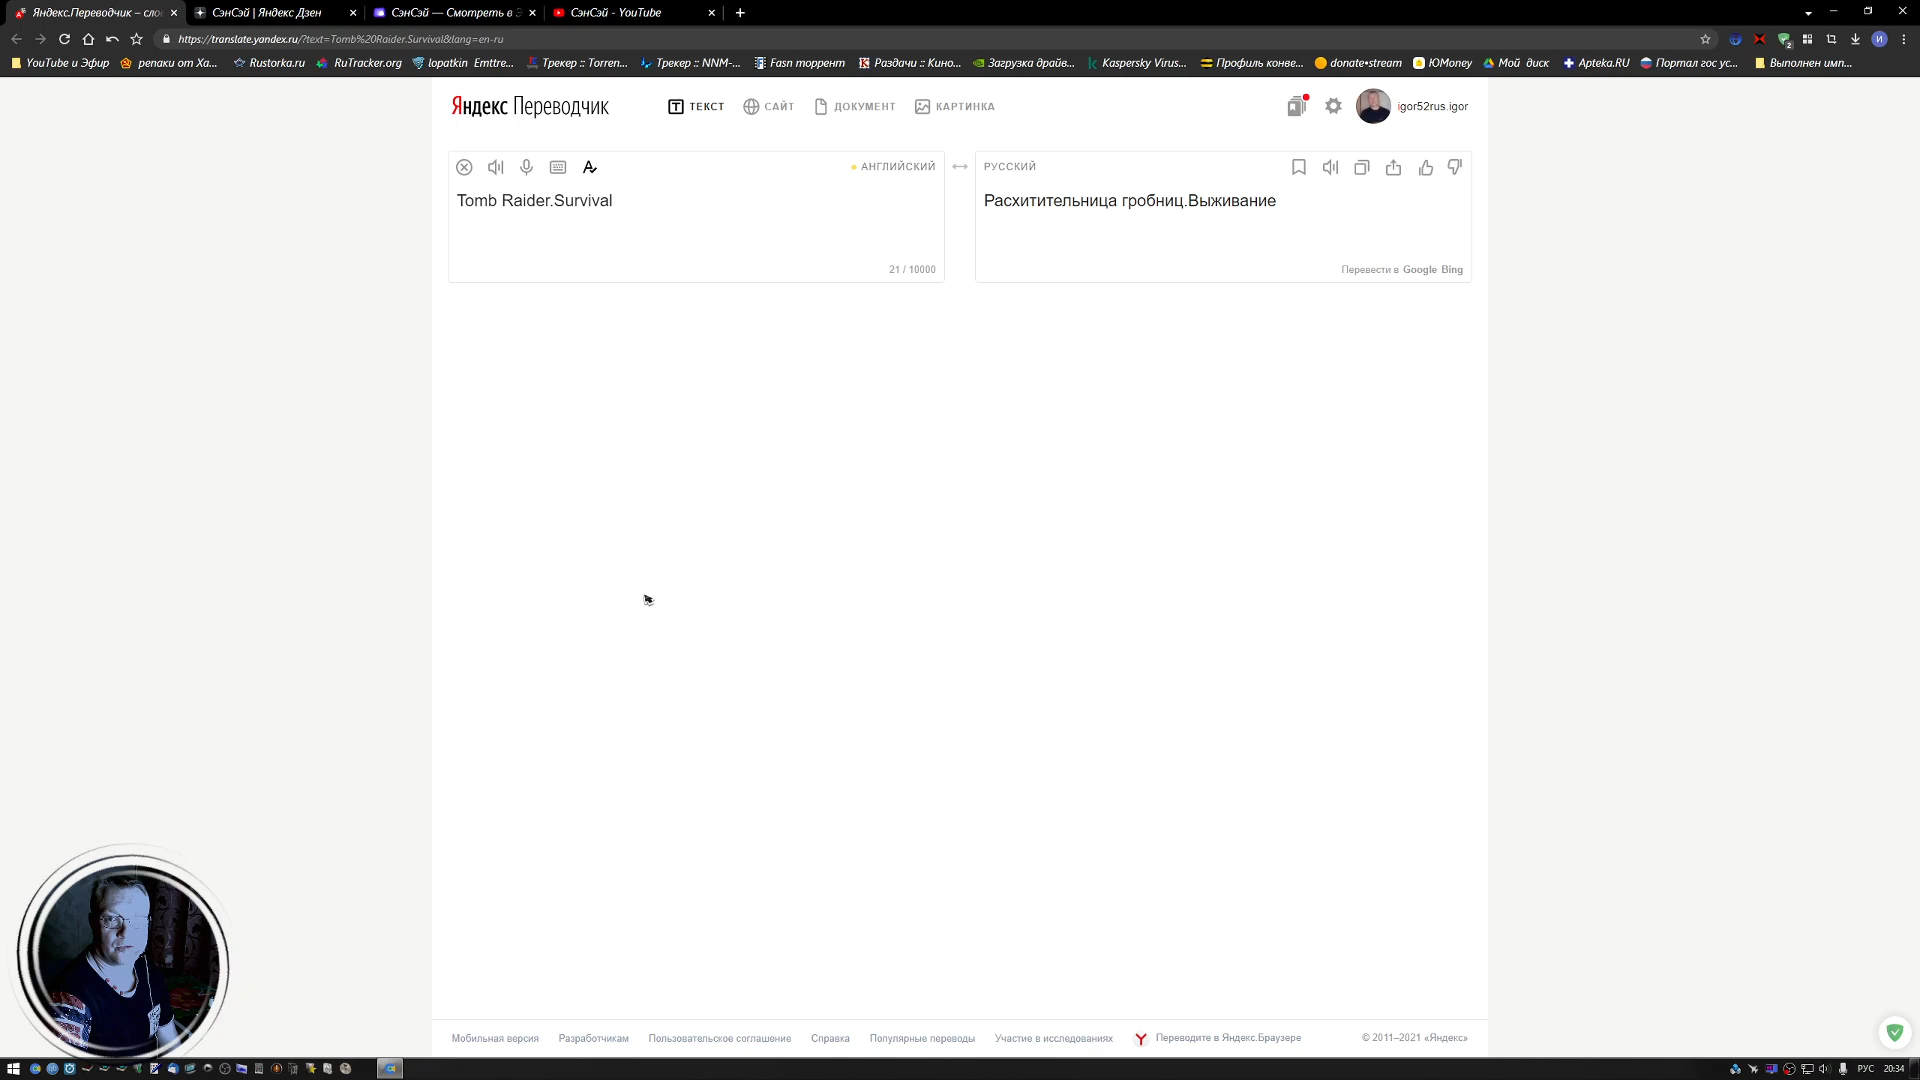 Яндекс.Переводчик – сло
СэнСэй | Яндекс Дзен
СэнСэй — Смотреть в Э
СэнСэй - YouTube
https://translate.yandex.ru/?text=Tomb%20Raider.Survival&lang=en-ru
YouTube и Эфир
репаки от Ха...
Rustorka.ru
RuTracker.org
lopatkin Emttre...
Трекер :: Torren...
Трекер :: NNM-...
Fasn торрент
Раздачи :: Кино...
Загрузка драйв...
Kaspersky Virus...
Профиль конве...
donate•stream
ЮMoney
Мой диск
Apteka.RU
Портал гос ус...
Выполнен имп...
Яндекс Переводчик
ТЕКСТ
САЙТ
ДОКУМЕНТ
КАРТИНКА
igor52rus.igor
АНГЛИЙСКИЙ
РУССКИЙ
Tomb Raider.Survival
Расхитительница гробниц.Выживание
21 / 10000
Перевести в Google Bing
Мобильная версия
Разработчикам
Пользовательское соглашение
Справка
Популярные переводы
Участие в исследованиях
Переводите в Яндекс.Браузере
© 2011–2021 «Яндекс»
РУС
20:34